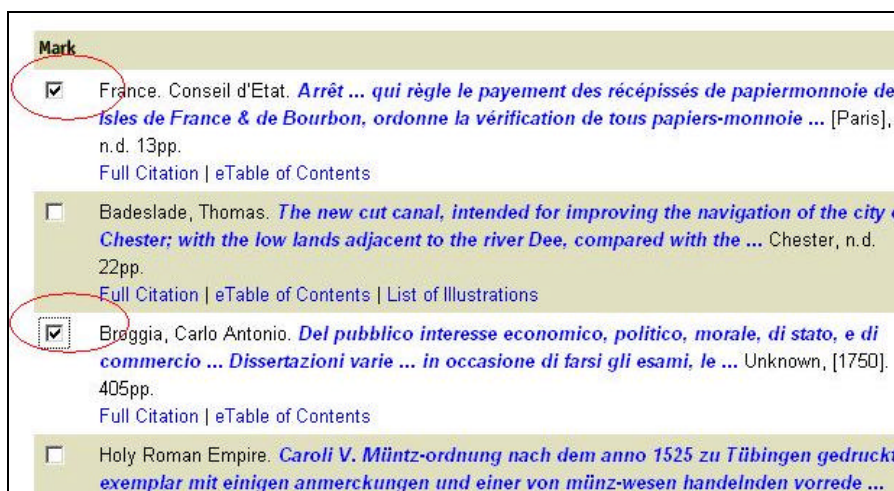 Mark
France. Conseil d'Etat. Arrêt ... qui règle le payement des récépissés de papiermonnoie de
Isles de France & de Bourbon, ordonne la vérification de tous papiers-monnoie ... [Paris],
n.d. 13pp.
Full Citation | eTable of Contents
Badeslade, Thomas. The new cut canal, intended for improving the navigation of the city
Chester; with the low lands adjacent to the river Dee, compared with the ... Chester, n.d.
22pp.
Full Citation | eTable of Contents | List of Illustrations
Broggia, Carlo Antonio. Del pubblico interesse economico, politico, morale, di stato, e di
commercio ... Dissertazioni varie ... in occasione di farsi gli esami, le ... Unknown, [1750].
405pp.
Full Citation | eTable of Contents
Holy Roman Empire. Caroli V. Müntz-ordnung nach dem anno 1525 zu Tübingen gedruckt
exemplar mit einigen anmerckungen und einer von münz-wesen handelnden vorrede ...